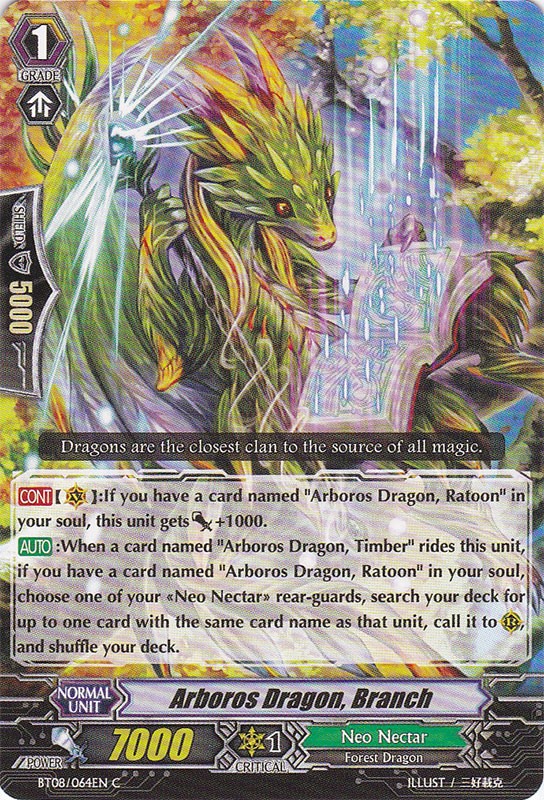 1
GRADE
SHIELD
5000
Dragons are the closest clan to the source of all magic.
CONT【 】:If you have a card named "Arboros Dragon, Ratoon" in
your soul, this unit gets +1000.
AUTO :When a card named "Arboros Dragon, Timber" rides this unit,
if you have a card named "Arboros Dragon, Ratoon" in your soul,
choose one of your «Neo Nectar» rear-guards, search your deck for
up to one card with the same card name as that unit, call it to R,
and shuffle your deck.
NORMAL
UNIT
Arboros Dragon, Branch
POWER
7000
1
CRITICAL
Neo Nectar
Forest Dragon
BT08/064EN C
ILLUST / 三好載克